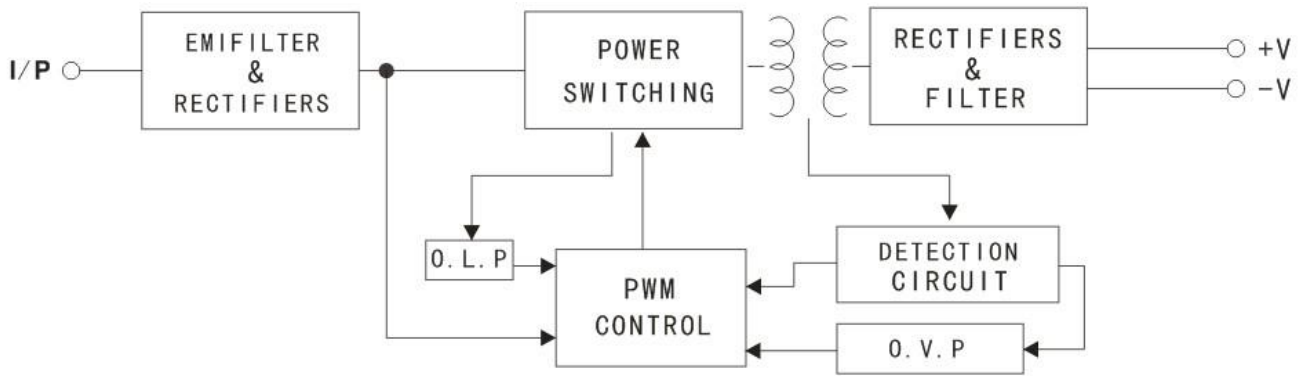 I/P
EMIFILTER
&
RECTIFIERS
POWER
SWITCHING
RECTIFIERS
&
FILTER
+V
-V
O.L.P
PWM
CONTROL
DETECTION
CIRCUIT
O.V.P